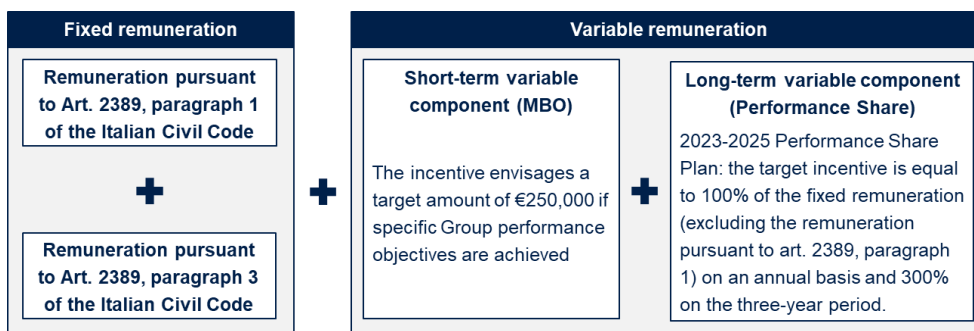 Fixed remuneration
Remuneration pursuant
to Art. 2389, paragraph 1
of the Italian Civil Code
+
Remuneration pursuant
to Art. 2389, paragraph 3
of the Italian Civil Code
+
Variable remuneration
Short-term variable
component (MBO)
The incentive envisages a
target amount of €250,000 if
specific Group performance
objectives are achieved
+
Long-term variable component
(Performance Share)
2023-2025 Performance Share
Plan: the target incentive is equal
to 100% of the fixed remuneration
(excluding the remuneration
pursuant to art. 2389, paragraph
1) on an annual basis and 300%
on the three-year period.